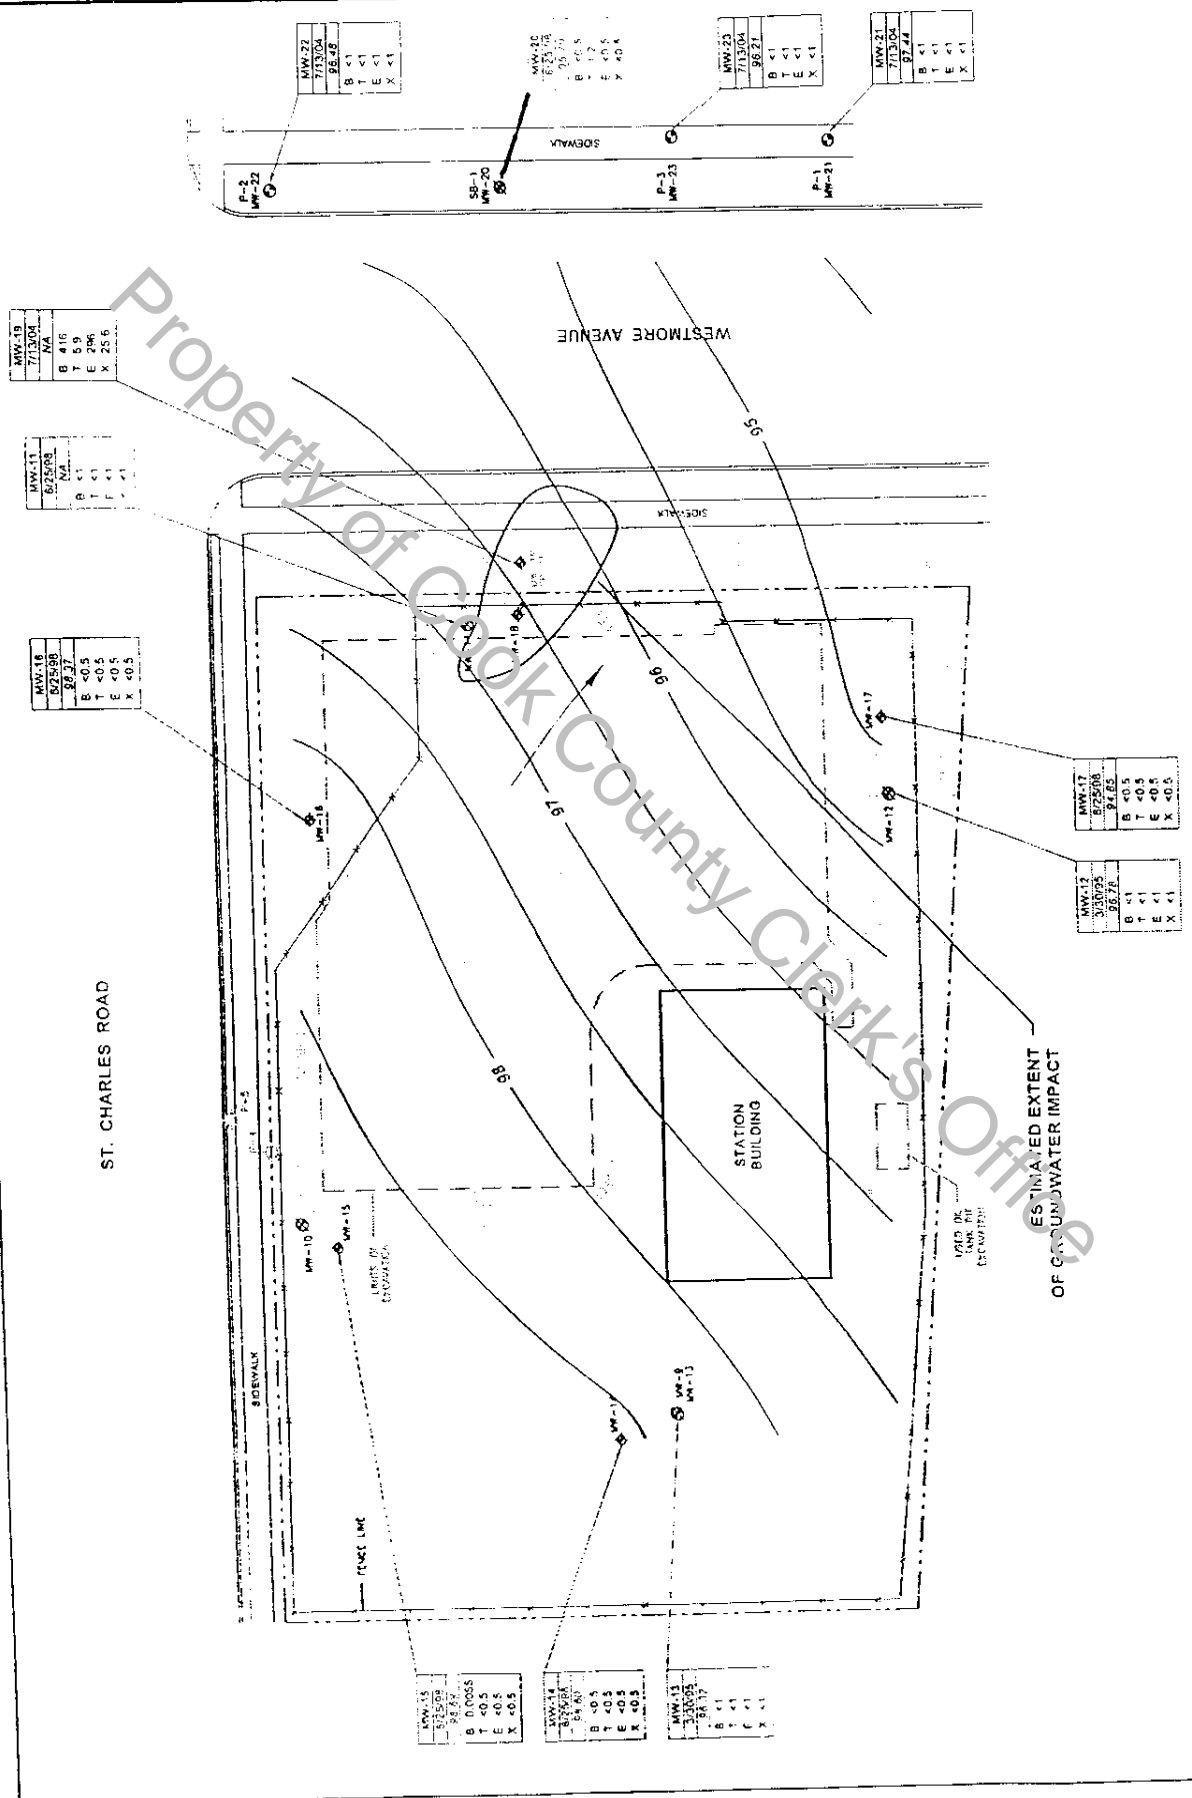 MW-22
7/13/04
96.48
B <1
T <1
E <1
X <1
MW-23
7/13/04
96.21
B <1
T <1
E <1
X <1
MW-21
7/13/04
97.44
B <1
T <1
E <1
X <1
SIDEWALK
P-2
MW-22
SB-1
MW-20
P-3
MW-23
P-1
MW-21
WESTMORE AVENUE
MW-19
7/13/04
NA
B 416
T 5.9
E 296
X 25.6
MW-11
6/25/98
NA
B <1
T <1
MW-16
6/25/98
98.37
B <0.5
T <0.5
E <0.5
X <0.5
SIDEWALK
95
96
97
98
MW-16
MW-17
MW-12
MW-17
6/25/98
94.65
B <0.5
T <0.5
E <0.5
X <0.5
MW-12
3/30/95
96.78
B <1
T <1
E <1
X <1
ST. CHARLES ROAD
STATION
BUILDING
ESTIMATED EXTENT
OF GROUNDWATER IMPACT
USED OIL
TANK PIT
EXCAVATION
MW-10
MW-15
LIMITS OF
EXCAVATION
SIDEWALK
FENCE LINE
MW-9
MW-13
MW-15
6/25/98
B 0.0055
T <0.5
E <0.5
X <0.5
MW-14
B <0.5
T <0.5
E <0.5
X <0.5
MW-13
3/30/95
B <1
Property of Cook County Clerk's Office